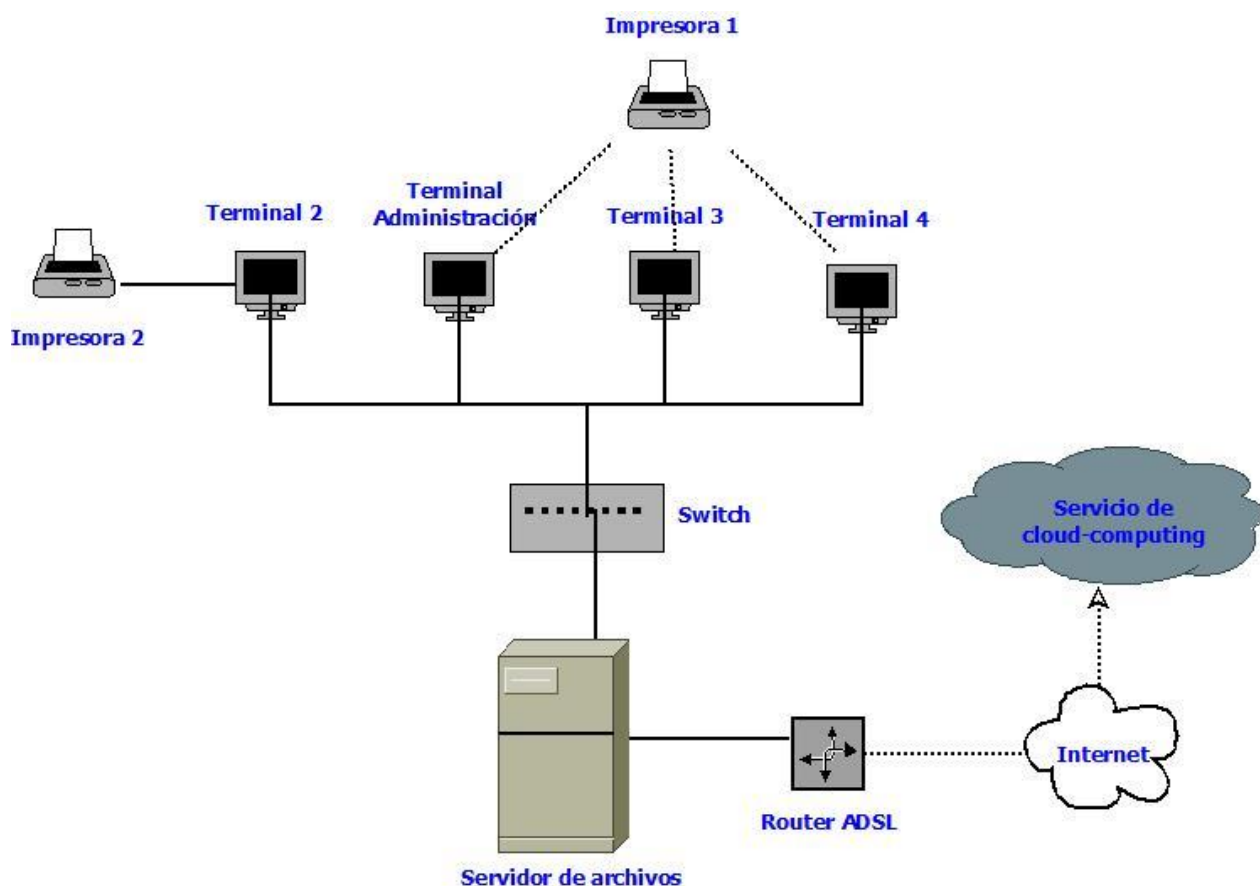 Impresora 1
Terminal 2
Terminal
Administración
Terminal 3
Terminal 4
Impresora 2
Switch
Servicio de
cloud-computing
Internet
Router ADSL
Servidor de archivos